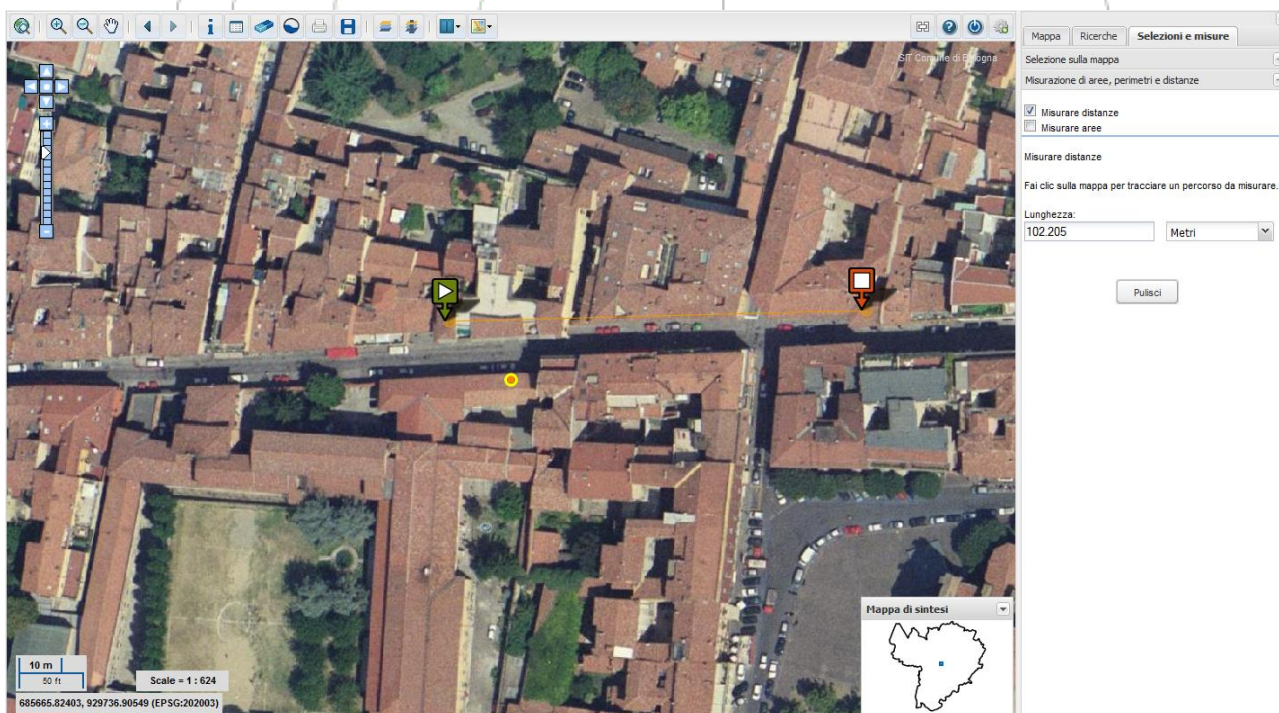 SIT Comune di Bologna
Mappa
Ricerche
Selezioni e misure
Selezione sulla mappa
Misurazione di aree, perimetri e distanze
Misurare distanze
Misurare aree
Misurare distanze
Fai clic sulla mappa per tracciare un percorso da misurare.
Lunghezza:
102.205
Metri
Pulisci
Mappa di sintesi
10 m
50 ft
Scale = 1 : 624
685665.82403, 929736.90549 (EPSG:202003)